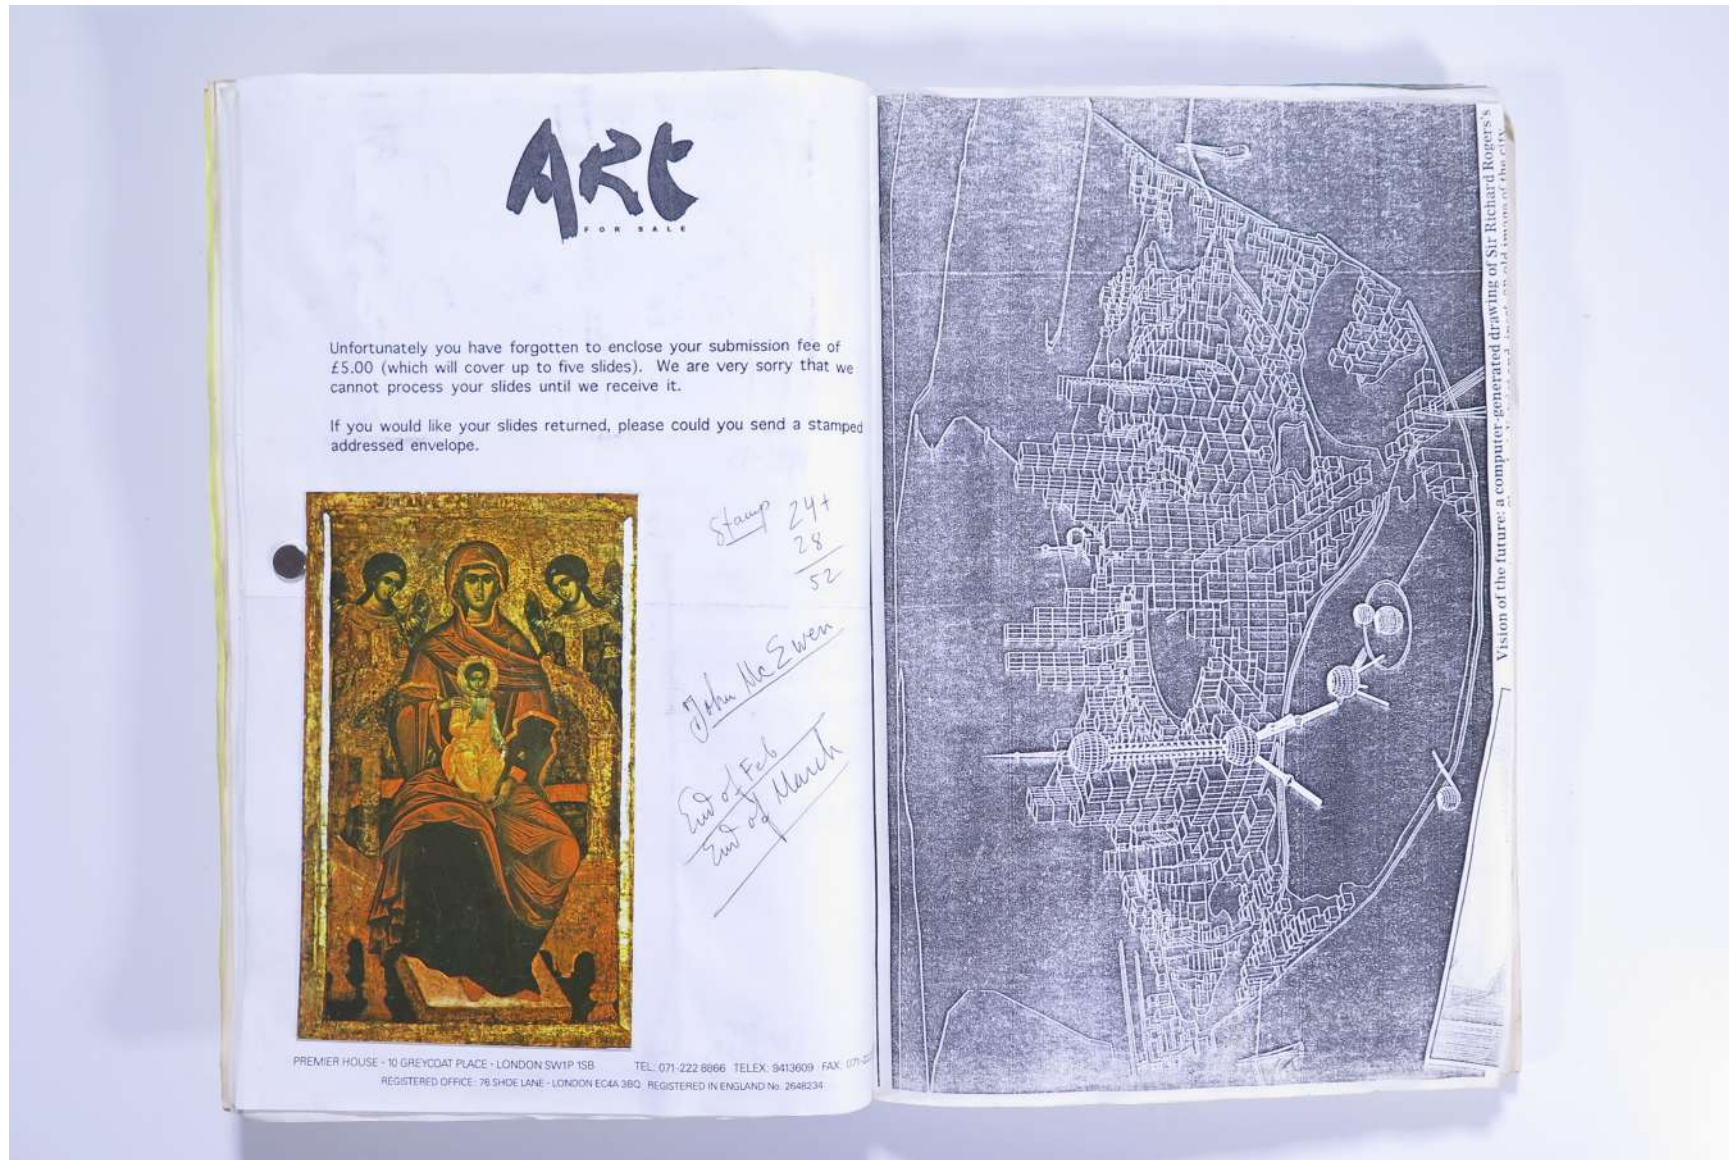 ART
FOR SALE
Unfortunately you have forgotten to enclose your submission fee of
£5.00 (which will cover up to five slides). We are very sorry that we
cannot process your slides until we receive it.
If you would like your slides returned, please could you send a stamped
addressed envelope.
Stamp 24+
28
52
John McEwen
End of Feb
End of March
PREMIER HOUSE - 10 GREYCOAT PLACE - LONDON SW1P 1SB TEL: 071-222 8866 TELEX: 9413609 FAX: 071-2
REGISTERED OFFICE: 76 SHOE LANE - LONDON EC4A 3BQ REGISTERED IN ENGLAND No. 2648234
Vision of the future: a computer-generated drawing of Sir Richard Rogers's